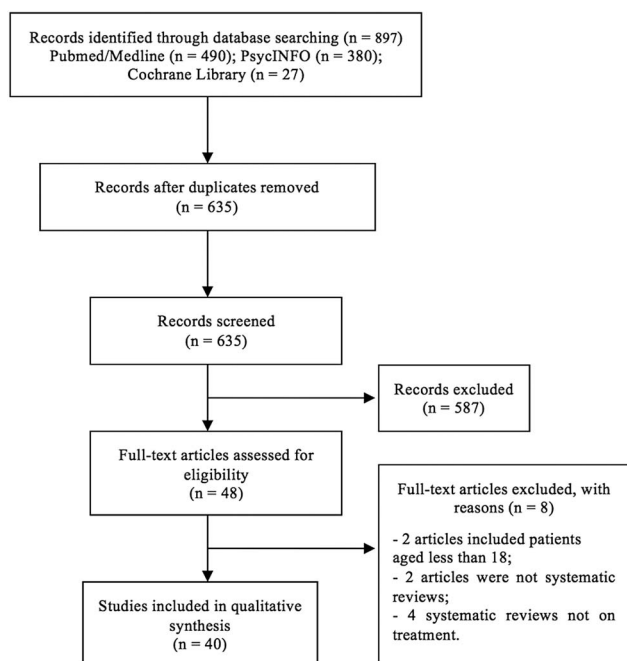 Records identified through database searching (n = 897)
Pubmed/Medline (n = 490); PsycINFO (n = 380);
Cochrane Library (n = 27)
Records after duplicates removed
(n = 635)
Records screened
(n = 635)
Records excluded
(n = 587)
Full-text articles assessed for
eligibility
(n = 48)
Full-text articles excluded, with
reasons (n = 8)
- 2 articles included patients
aged less than 18;
- 2 articles were not systematic
reviews;
- 4 systematic reviews not on
treatment.
Studies included in qualitative
synthesis
(n = 40)